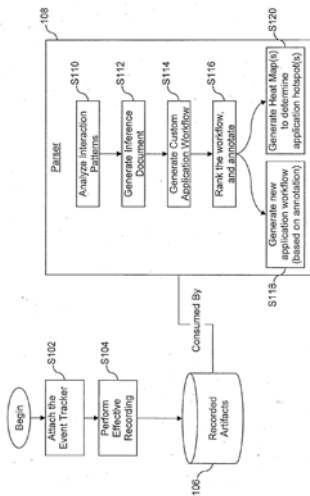 Begin
S102
Attach the
Event Tracker
S104
Perform
Effective
Recording
Recorded
Artifacts
106
Consumed By
108
Parser
S110
Analyze Interaction
Patterns
S112
Generate Inference
Document
S114
Generate Custom
Application Workflow
S116
Rank the workflow,
and annotate
S118
Generate new
application workflow
(based on annotation)
S120
Generate Heat Map(s)
to determine
application hotspot(s)